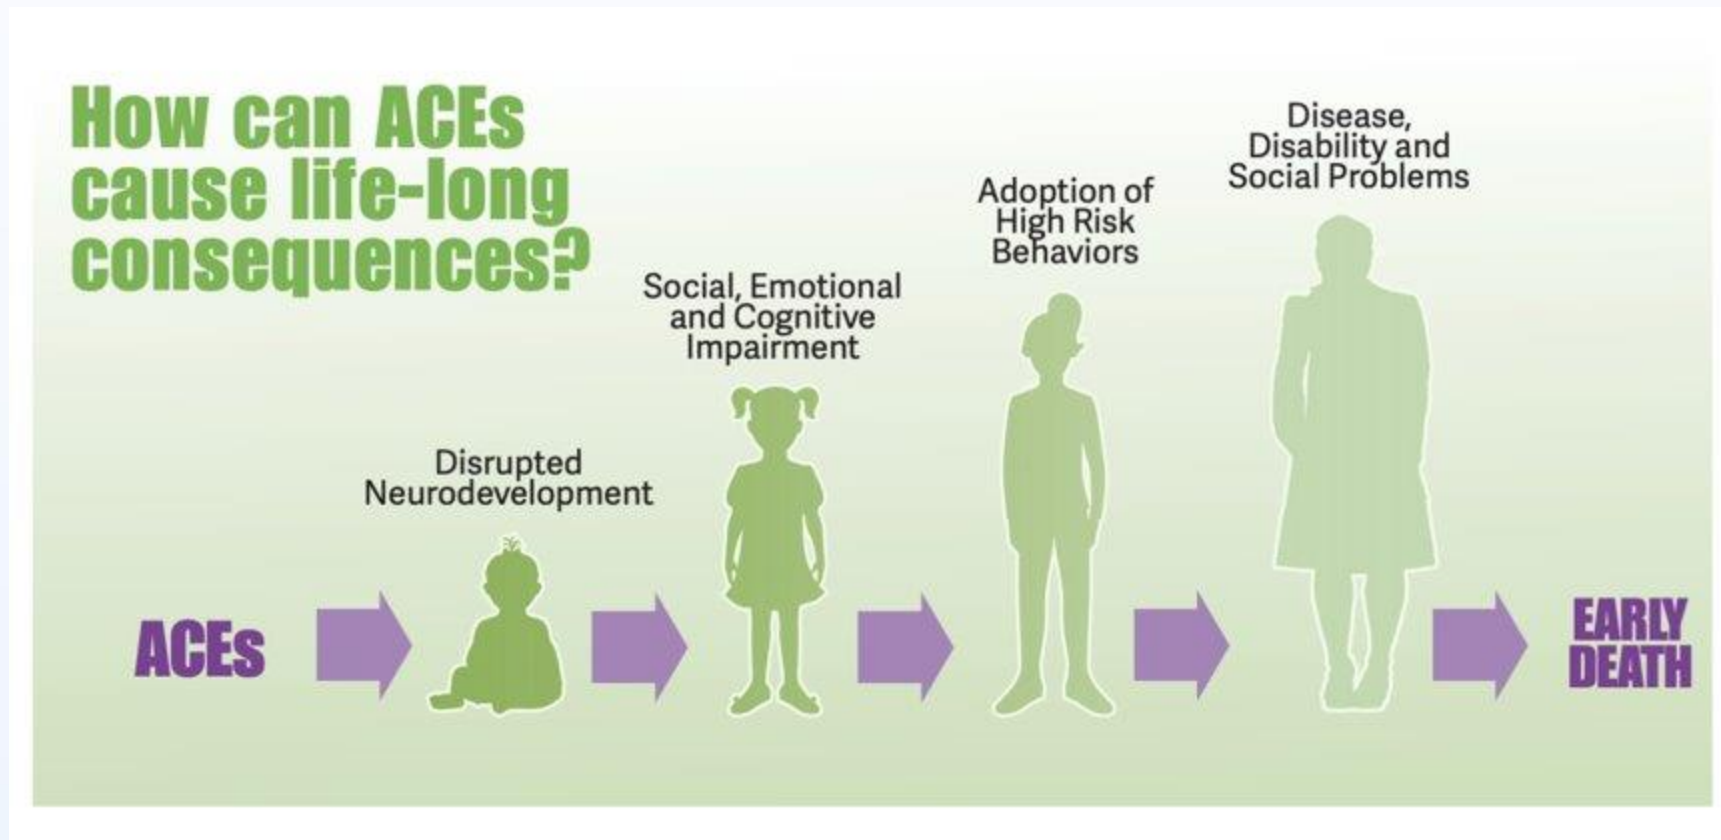 How can ACEs
cause life-long
consequences?
Disease,
Disability and
Social Problems
Adoption of
High Risk
Behaviors
Social, Emotional
and Cognitive
Impairment
Disrupted
Neurodevelopment
ACEs
EARLY
DEATH